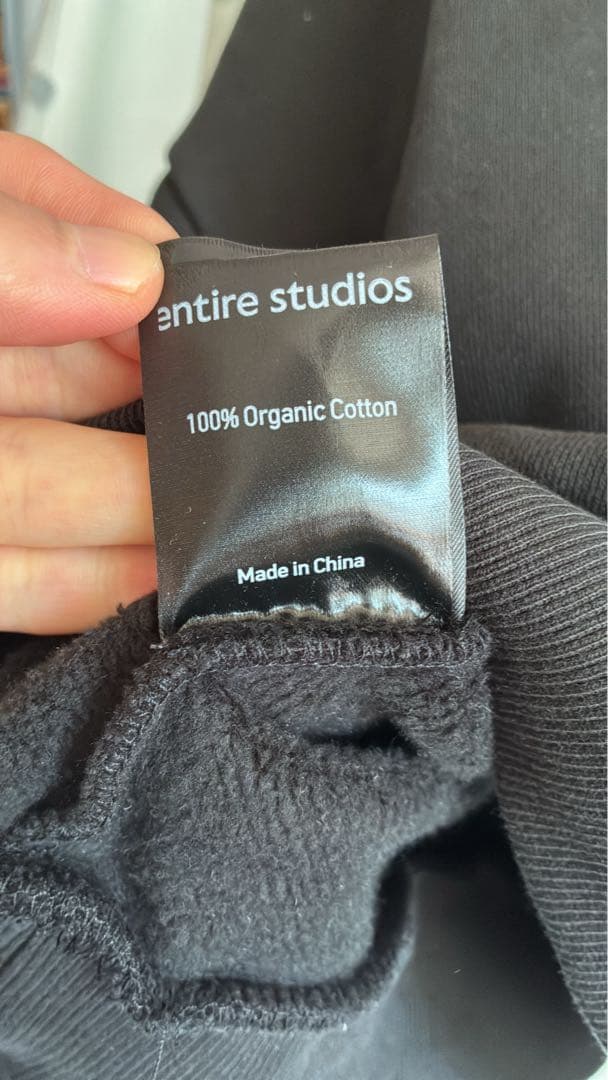 entire studios
100% Organic Cotton
Made in China